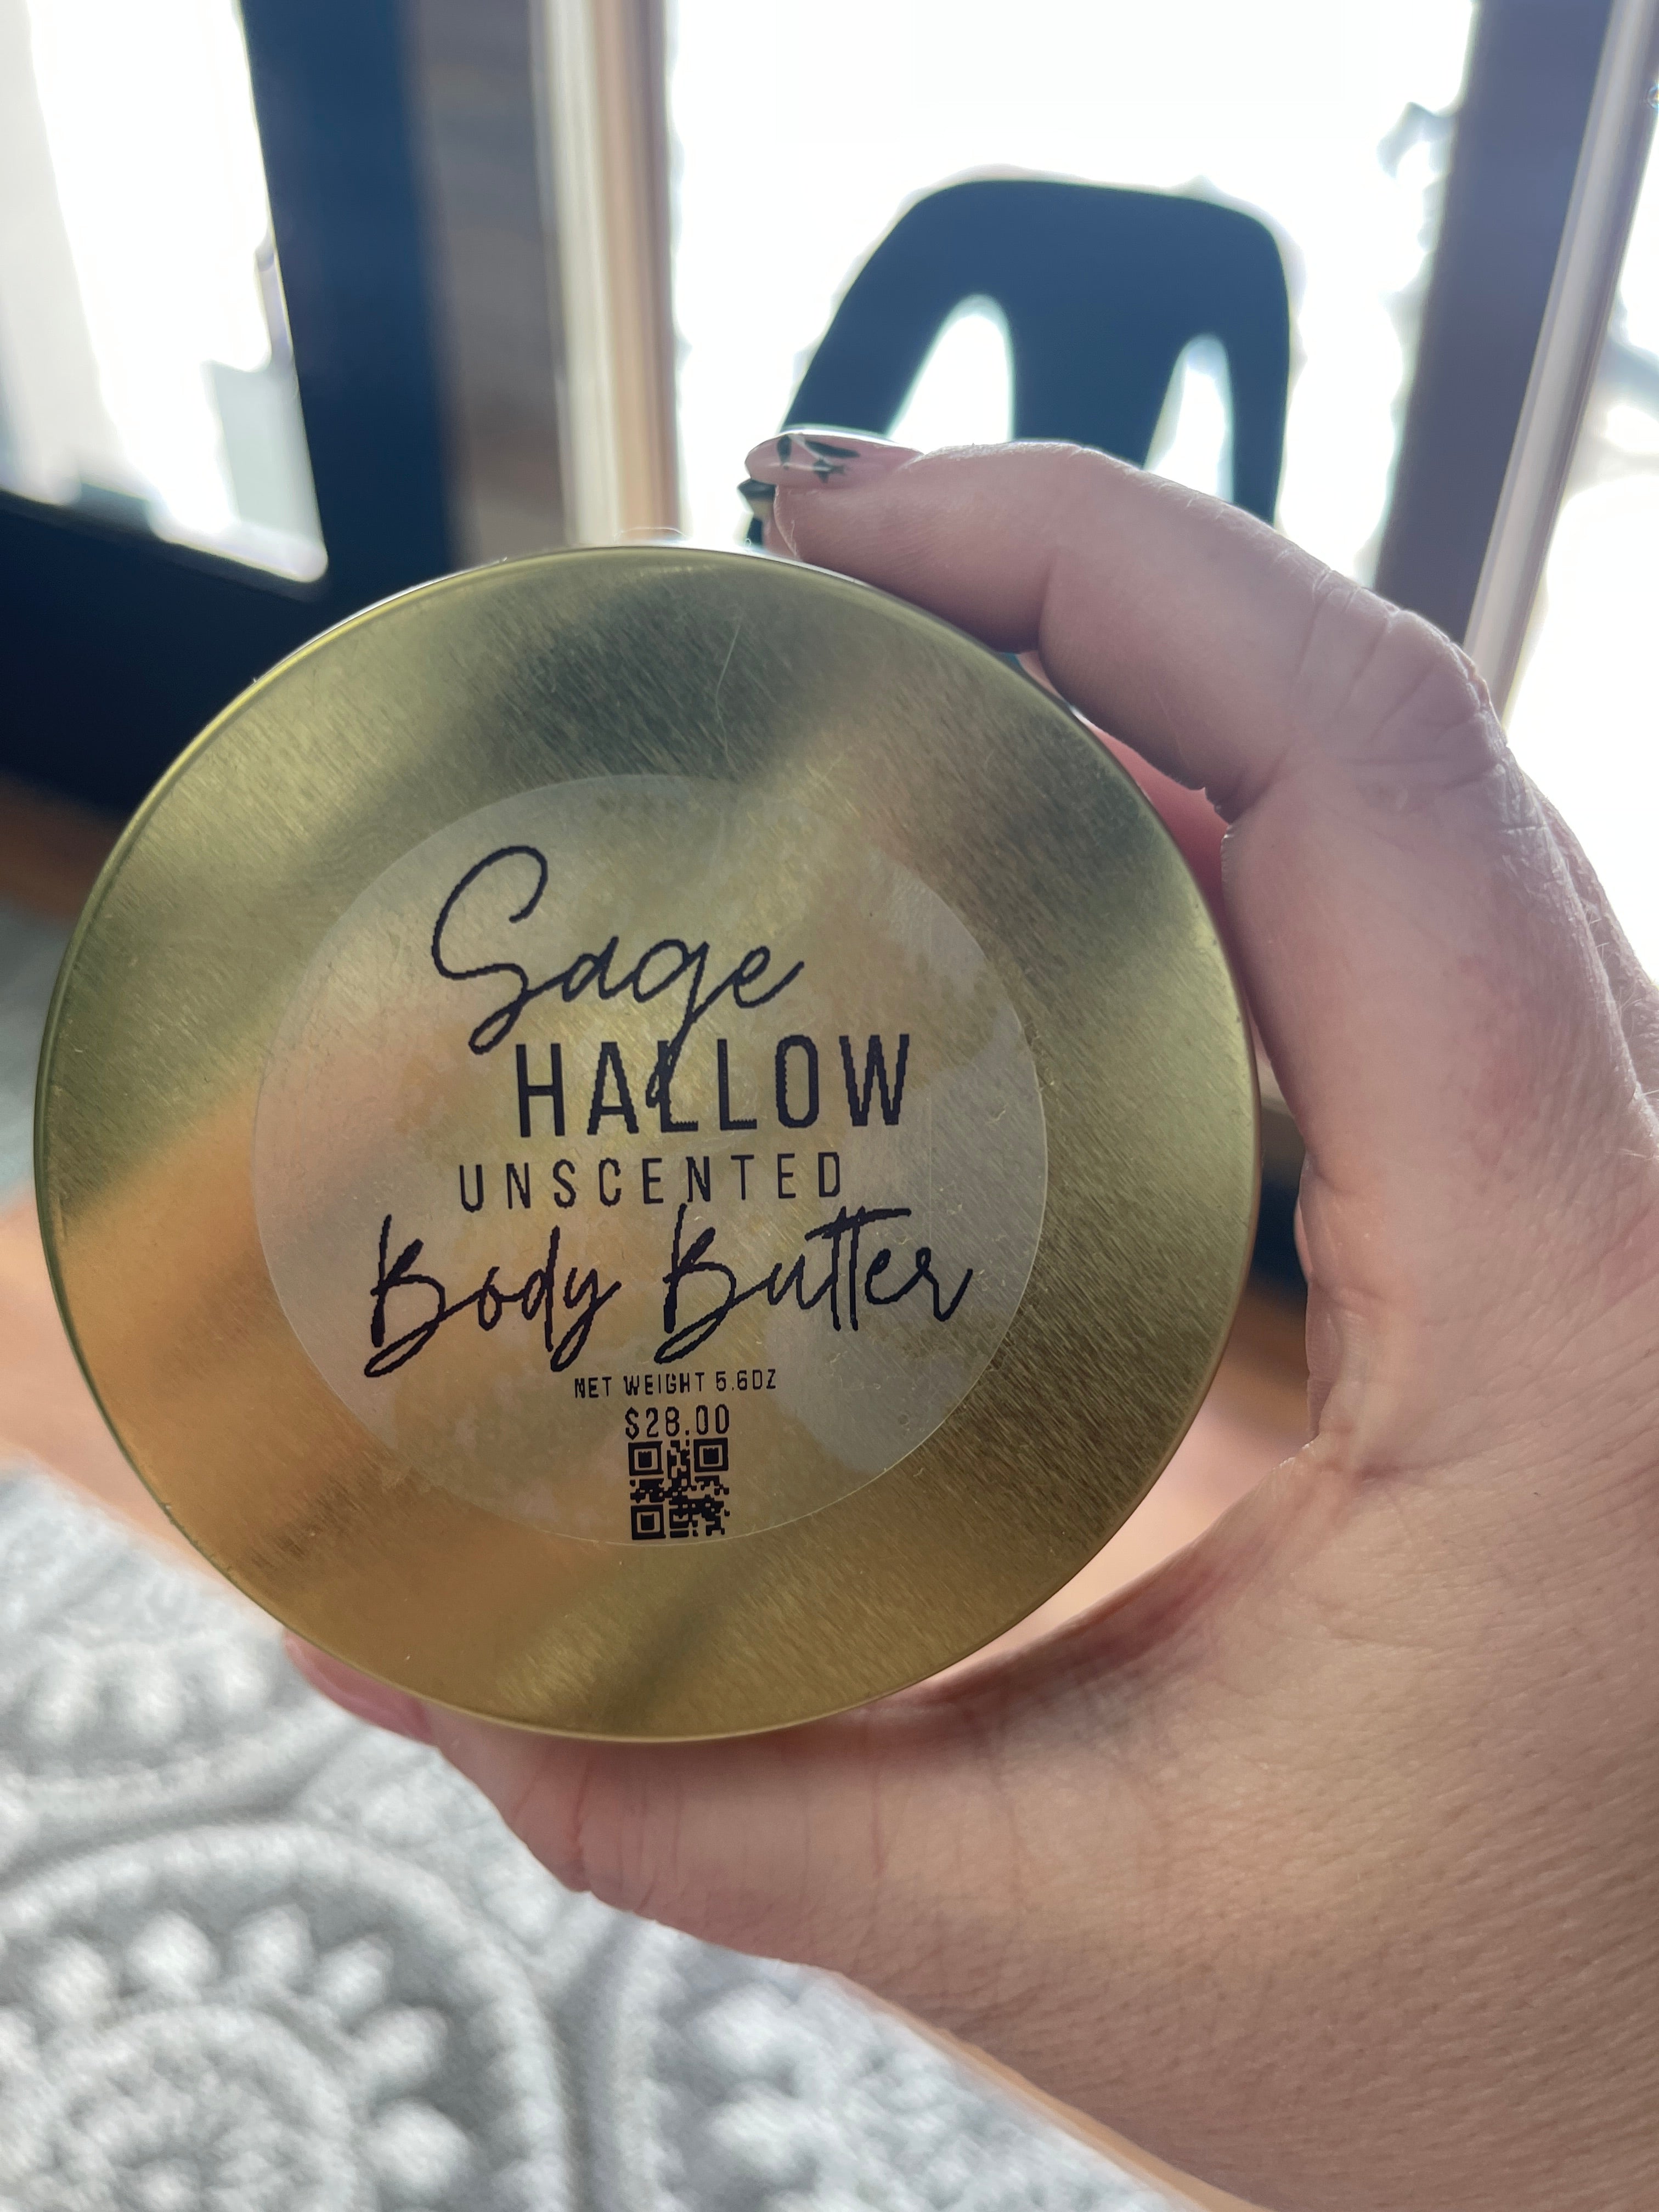 Sage
HALLOW
UNSCENTED
Body Butter
NET WEIGHT 5.6OZ
$28.00